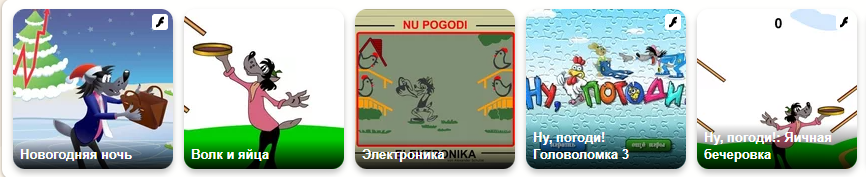 Новогодняя ночь
Волк и яйца
NU POGODI
Электроника
НУ, ПОГОДИ!
Ну, погоди!
Головоломка 3
0
Ну, погоди!: Яичная
бечеровка